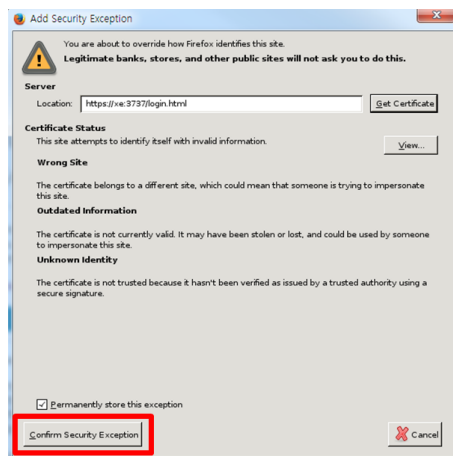 Add Security Exception
You are about to override how Firefox identifies this site.
Legitimate banks, stores, and other public sites will not ask you to do this.
Server
Location: https://xe:3737/login.html Get Certificate
Certificate Status
This site attempts to identify itself with invalid information. View...
Wrong Site
The certificate belongs to a different site, which could mean that someone is trying to impersonate
this site.
Outdated Information
The certificate is not currently valid. It may have been stolen or lost, and could be used by someone
to impersonate this site.
Unknown Identity
The certificate is not trusted because it hasn't been verified as issued by a trusted authority using a
secure signature.
Permanently store this exception
Confirm Security Exception Cancel